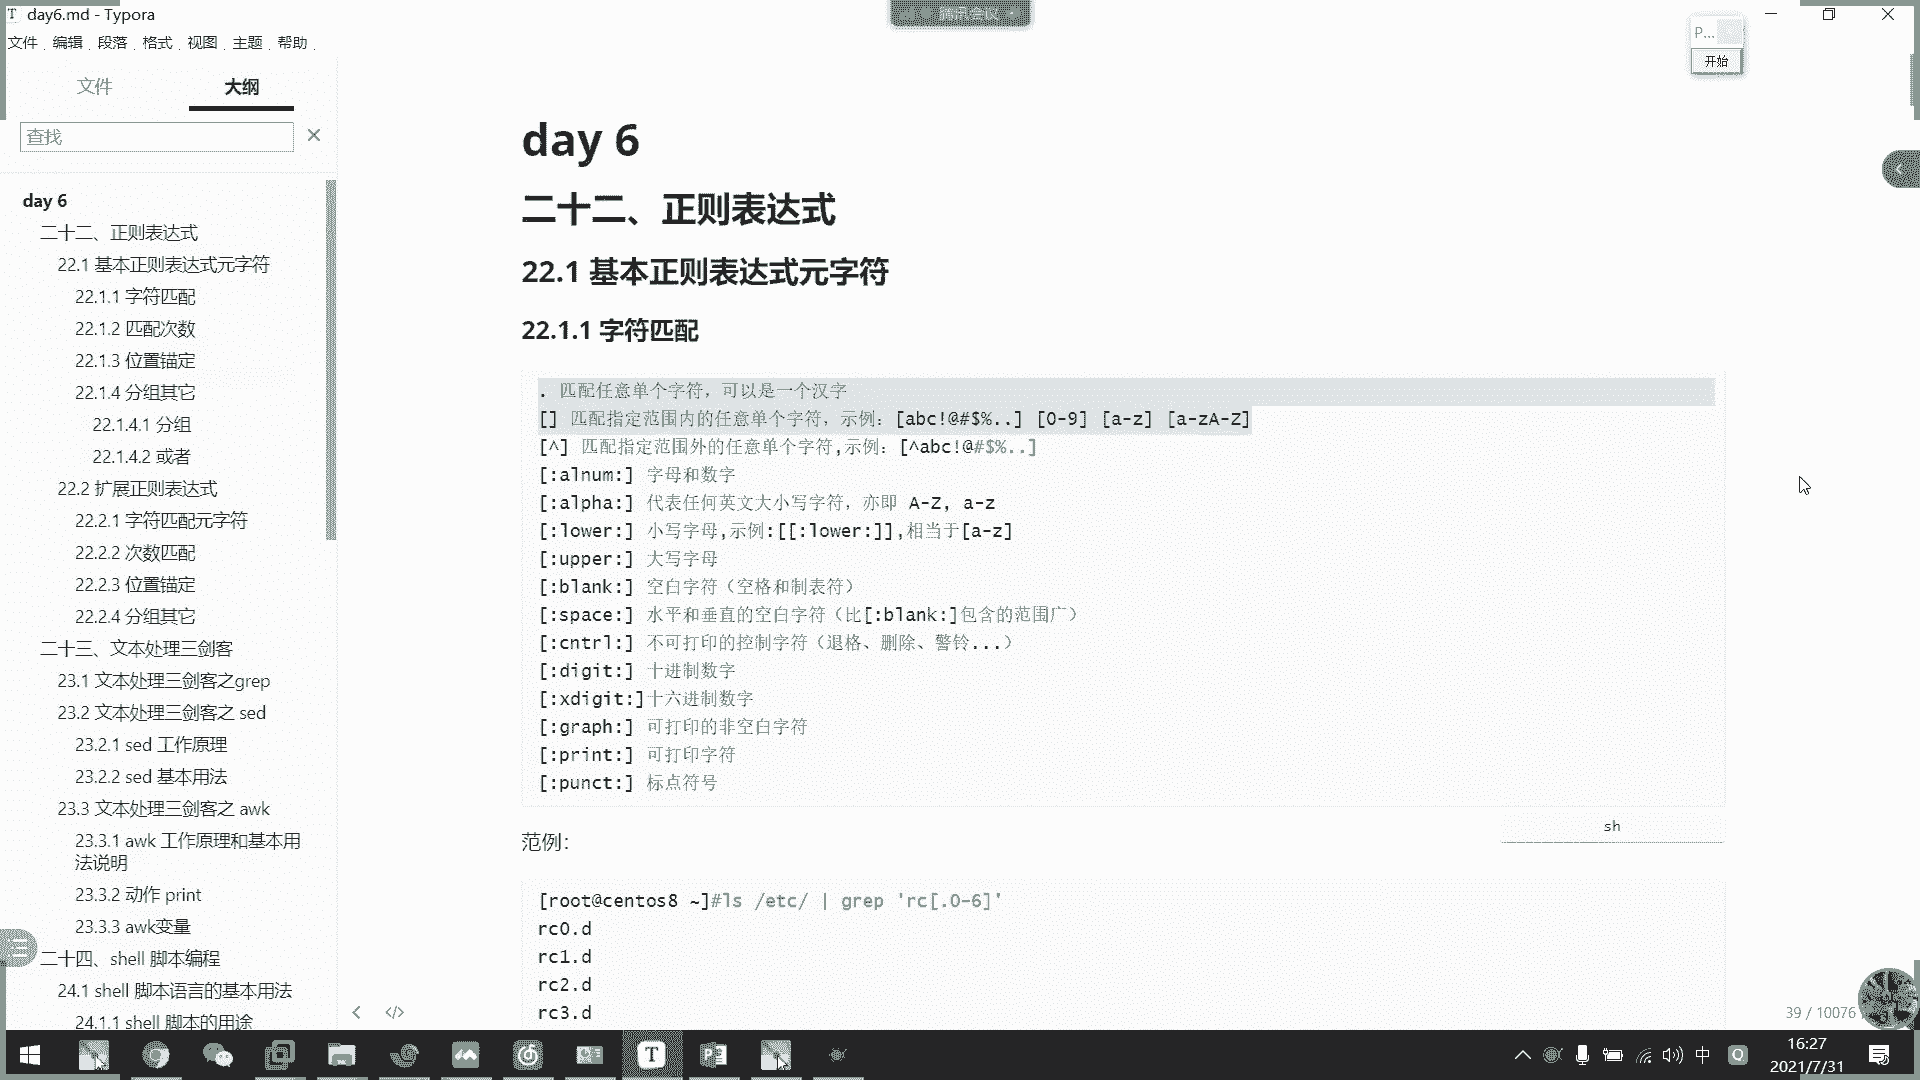 day6.md - Typora
腾讯会议
文件 编辑 段落 格式 视图 主题 帮助
P...
开始
文件 大纲
查找
day 6
二十二、正则表达式
22.1 基本正则表达式元字符
22.1.1 字符匹配
22.1.2 匹配次数
22.1.3 位置锚定
22.1.4 分组其它
22.1.4.1 分组
22.1.4.2 或者
22.2 扩展正则表达式
22.2.1 字符匹配元字符
22.2.2 次数匹配
22.2.3 位置锚定
22.2.4 分组其它
二十三、文本处理三剑客
23.1 文本处理三剑客之grep
23.2 文本处理三剑客之 sed
23.2.1 sed 工作原理
23.2.2 sed 基本用法
23.3 文本处理三剑客之 awk
23.3.1 awk 工作原理和基本用
法说明
23.3.2 动作 print
23.3.3 awk变量
二十四、shell 脚本编程
24.1 shell 脚本语言的基本用法
24.1.1 shell 脚本的用途
day 6
二十二、正则表达式
22.1 基本正则表达式元字符
22.1.1 字符匹配
. 匹配任意单个字符，可以是一个汉字
[] 匹配指定范围内的任意单个字符，示例：[abc!@#$%..] [0-9] [a-z] [a-zA-Z]
[^] 匹配指定范围外的任意单个字符,示例：[^abc!@#$%..]
[:alnum:] 字母和数字
[:alpha:] 代表任何英文大小写字符，亦即 A-Z, a-z
[:lower:] 小写字母,示例:[[:lower:]],相当于[a-z]
[:upper:] 大写字母
[:blank:] 空白字符（空格和制表符）
[:space:] 水平和垂直的空白字符（比[:blank:]包含的范围广）
[:cntrl:] 不可打印的控制字符（退格、删除、警铃...）
[:digit:] 十进制数字
[:xdigit:]十六进制数字
[:graph:] 可打印的非空白字符
[:print:] 可打印字符
[:punct:] 标点符号
sh
范例：
[root@centos8 ~]#ls /etc/ | grep 'rc[.0-6]'
rc0.d
rc1.d
rc2.d
rc3.d
39 / 10076
中
16:27
2021/7/31